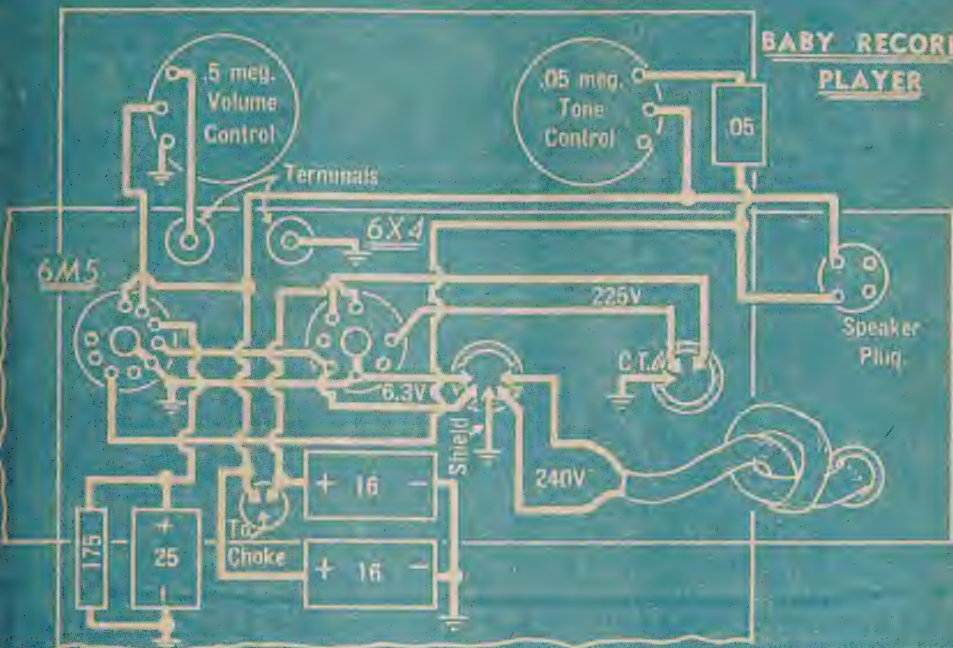 BABY RECORD
PLAYER
.5 meg.
Volume
Control
.05 meg.
Tone
Control
.05
Terminals
6X4
6M5
225V
Speaker
Plug.
C.T.
6.3V
Shield
240V
+ 16 -
To
Choke
175
+
25
-
+ 16 -